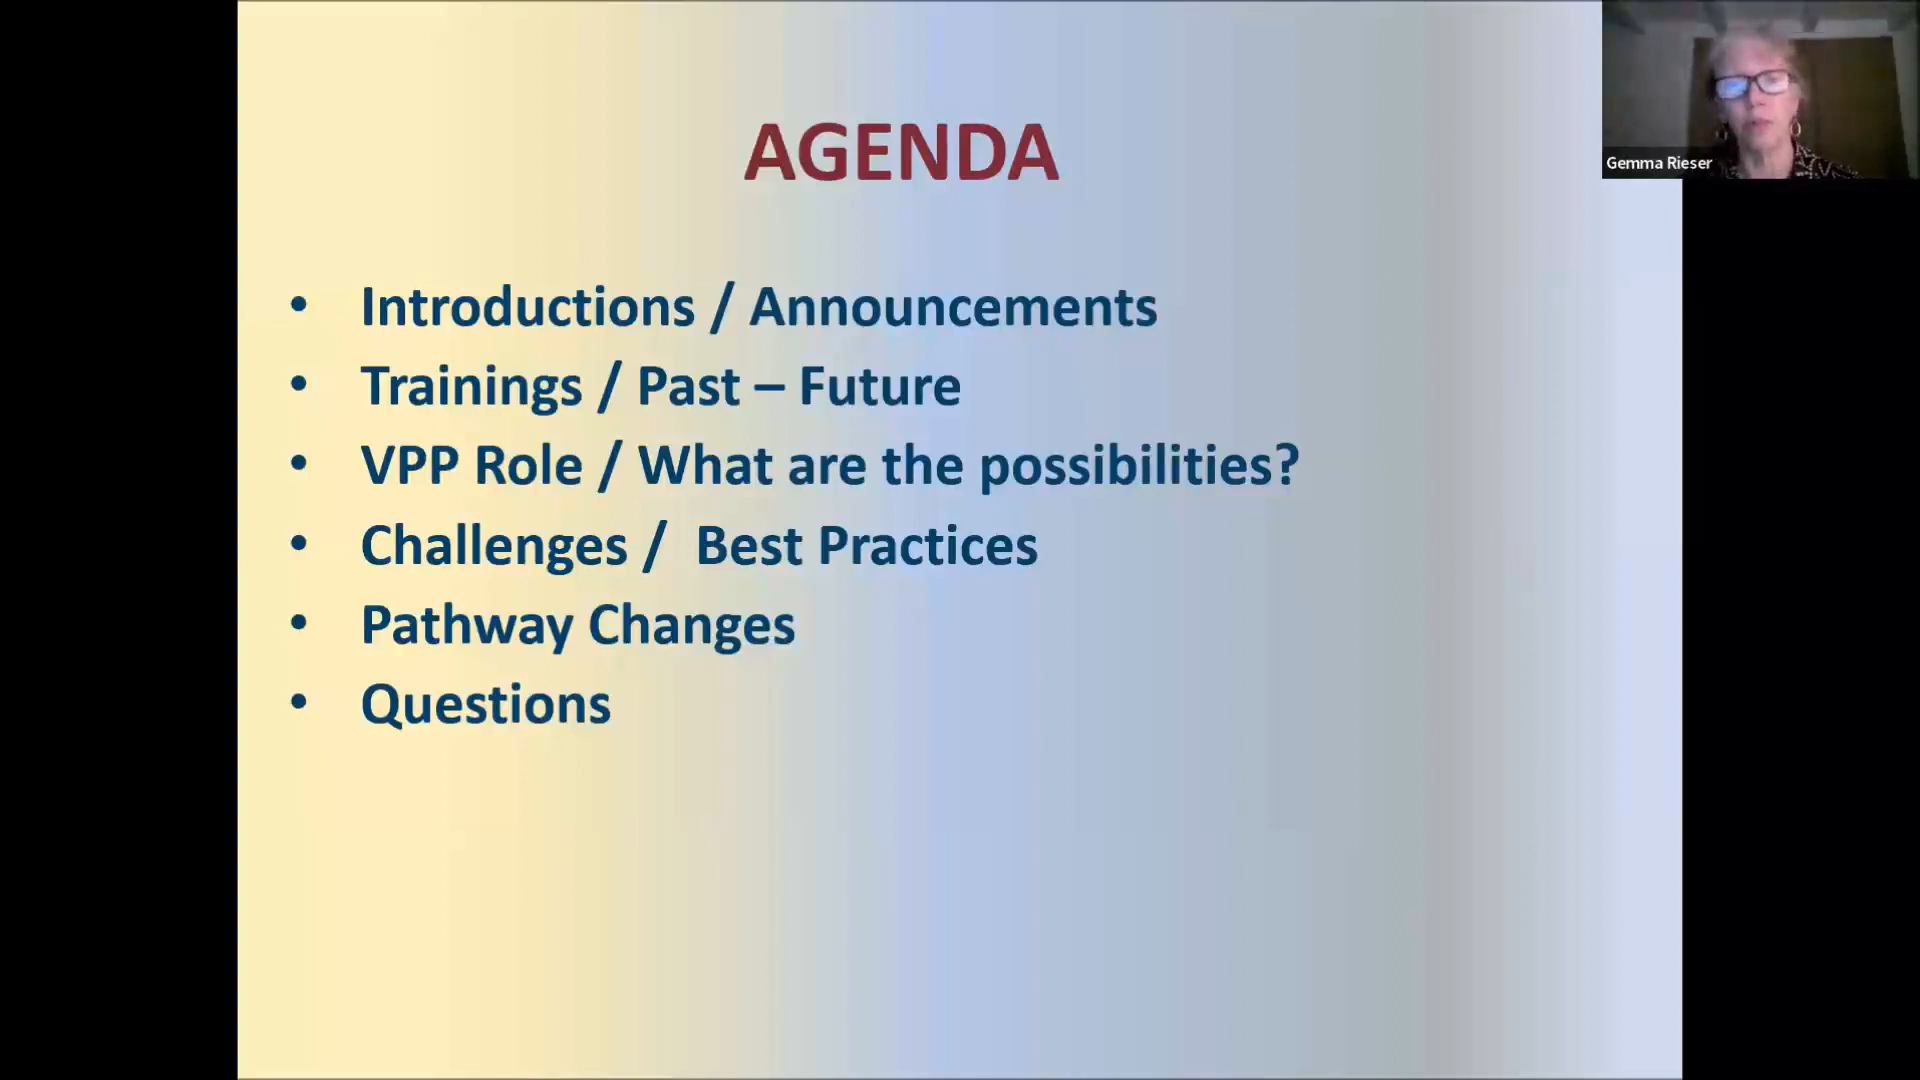 AGENDA
• Introductions / Announcements
• Trainings / Past – Future
• VPP Role / What are the possibilities?
• Challenges /  Best Practices
• Pathway Changes
• Questions
Gemma Rieser